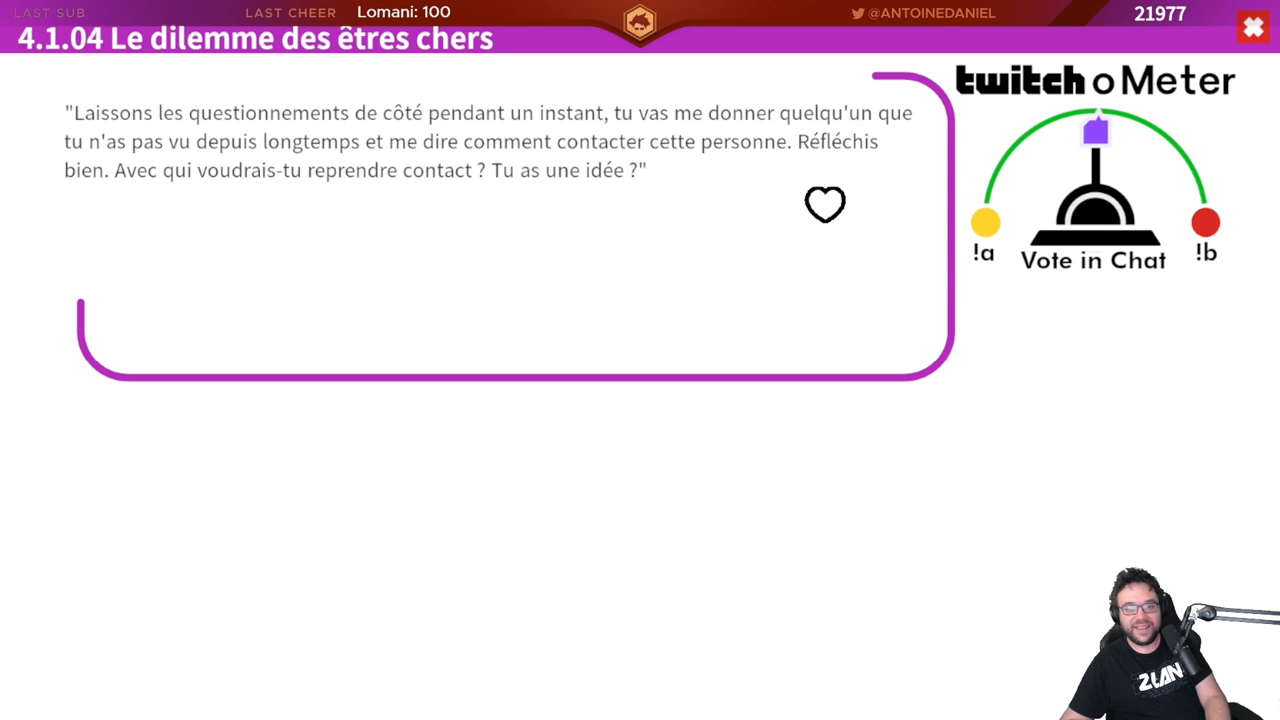 LAST SUB
LAST CHEER Lomani: 100
@ANTOINEDANIEL
21977
4.1.04 Le dilemme des êtres chers
"Laissons les questionnements de côté pendant un instant, tu vas me donner quelqu'un que
tu n'as pas vu depuis longtemps et me dire comment contacter cette personne. Réfléchis
bien. Avec qui voudrais-tu reprendre contact ? Tu as une idée ?"
twitch o Meter
!a
Vote in Chat
!b
ZLAN